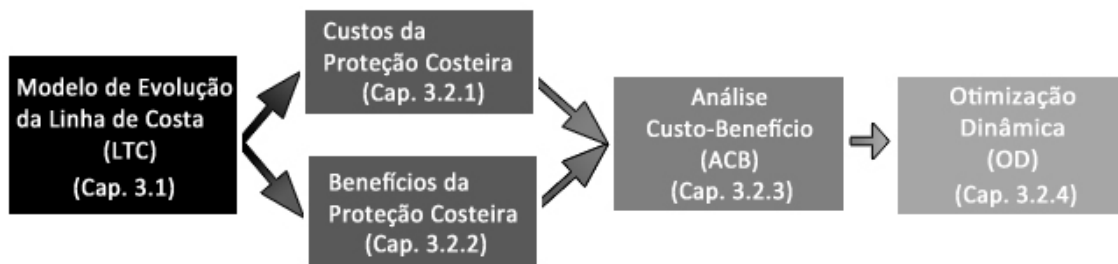 Modelo de Evolução
da Linha de Costa
(LTC)
(Cap. 3.1)
Custos da
Proteção Costeira
(Cap. 3.2.1)
Benefícios da
Proteção Costeira
(Cap. 3.2.2)
Análise
Custo-Benefício
(ACB)
(Cap. 3.2.3)
Otimização
Dinâmica
(OD)
(Cap. 3.2.4)